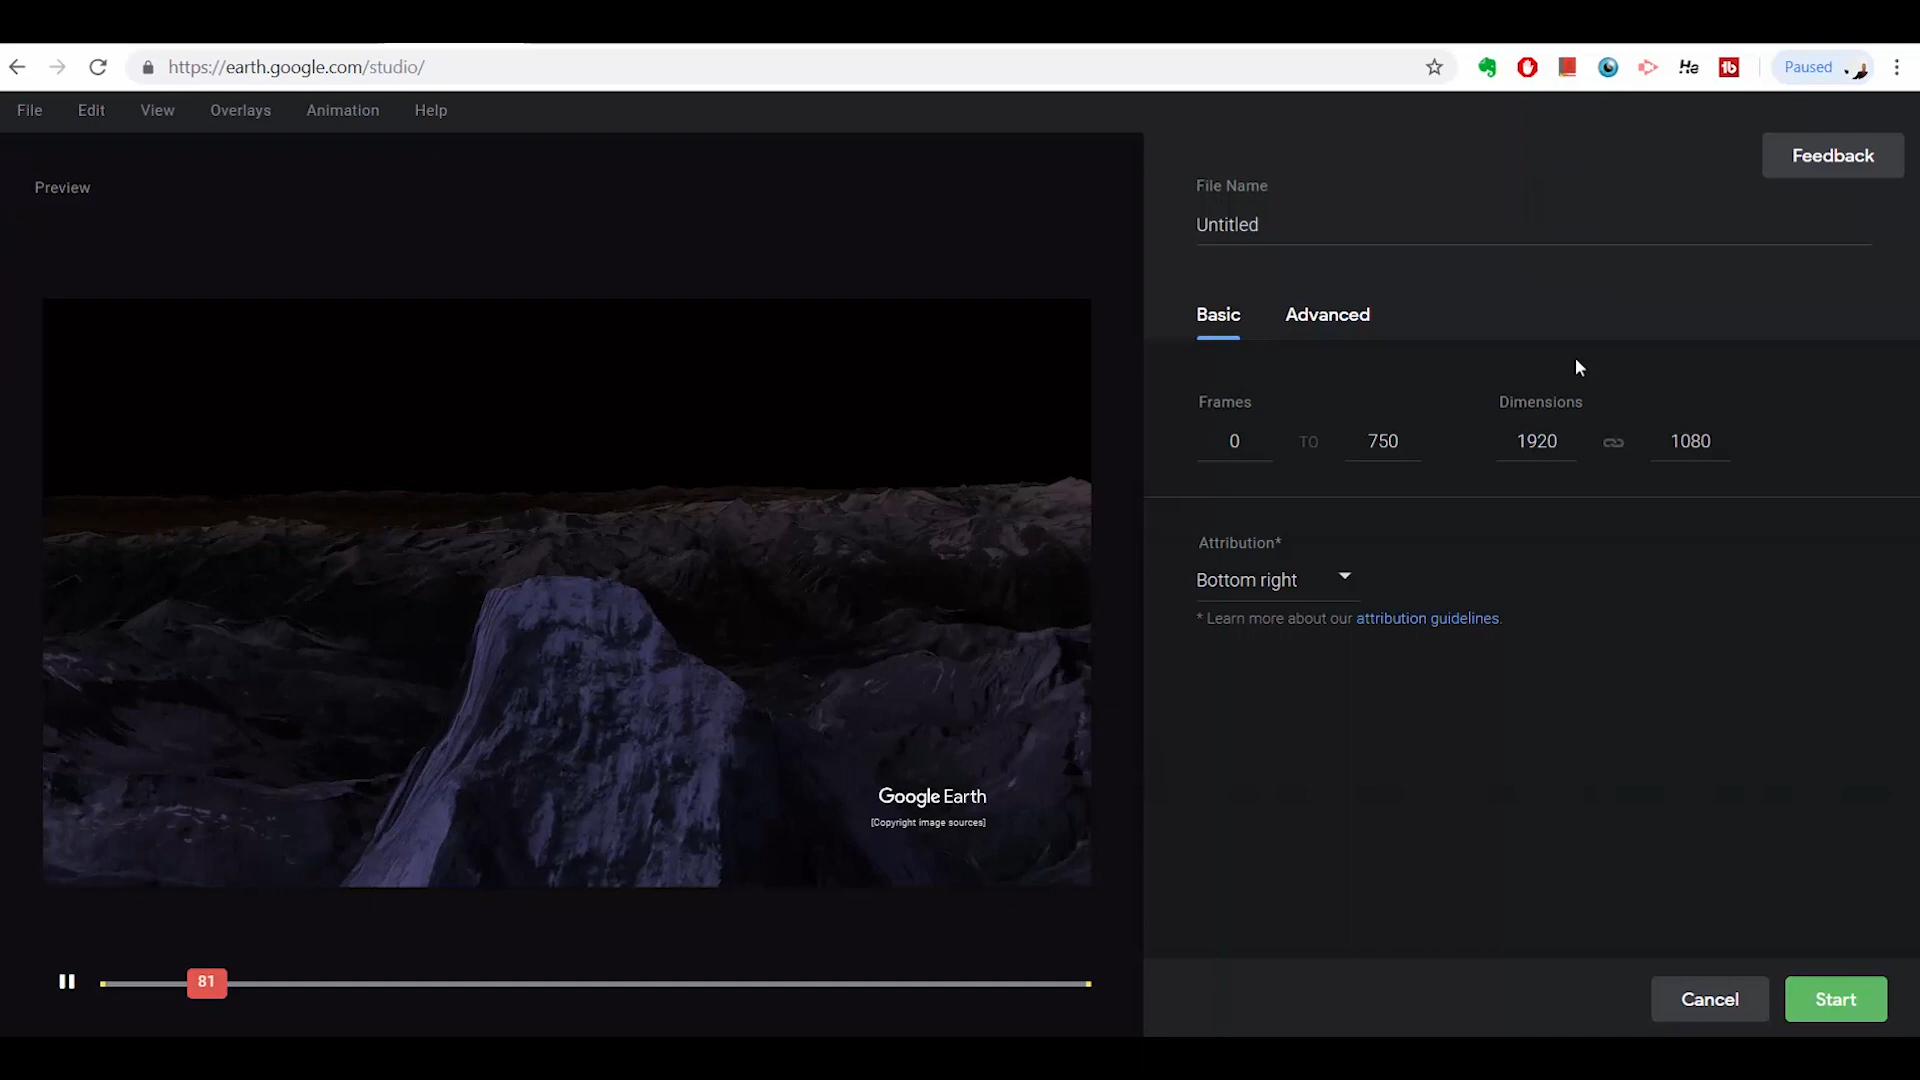 https://earth.google.com/studio/
Ha
1b
Paused
File Edit View Overlays Animation Help
Feedback
Preview
File Name
Untitled
Basic Advanced
Frames Dimensions
0 TO 750 1920 1080
Attribution*
Bottom right
* Learn more about our attribution guidelines.
Google Earth
[Copyright image sources]
81
Cancel Start